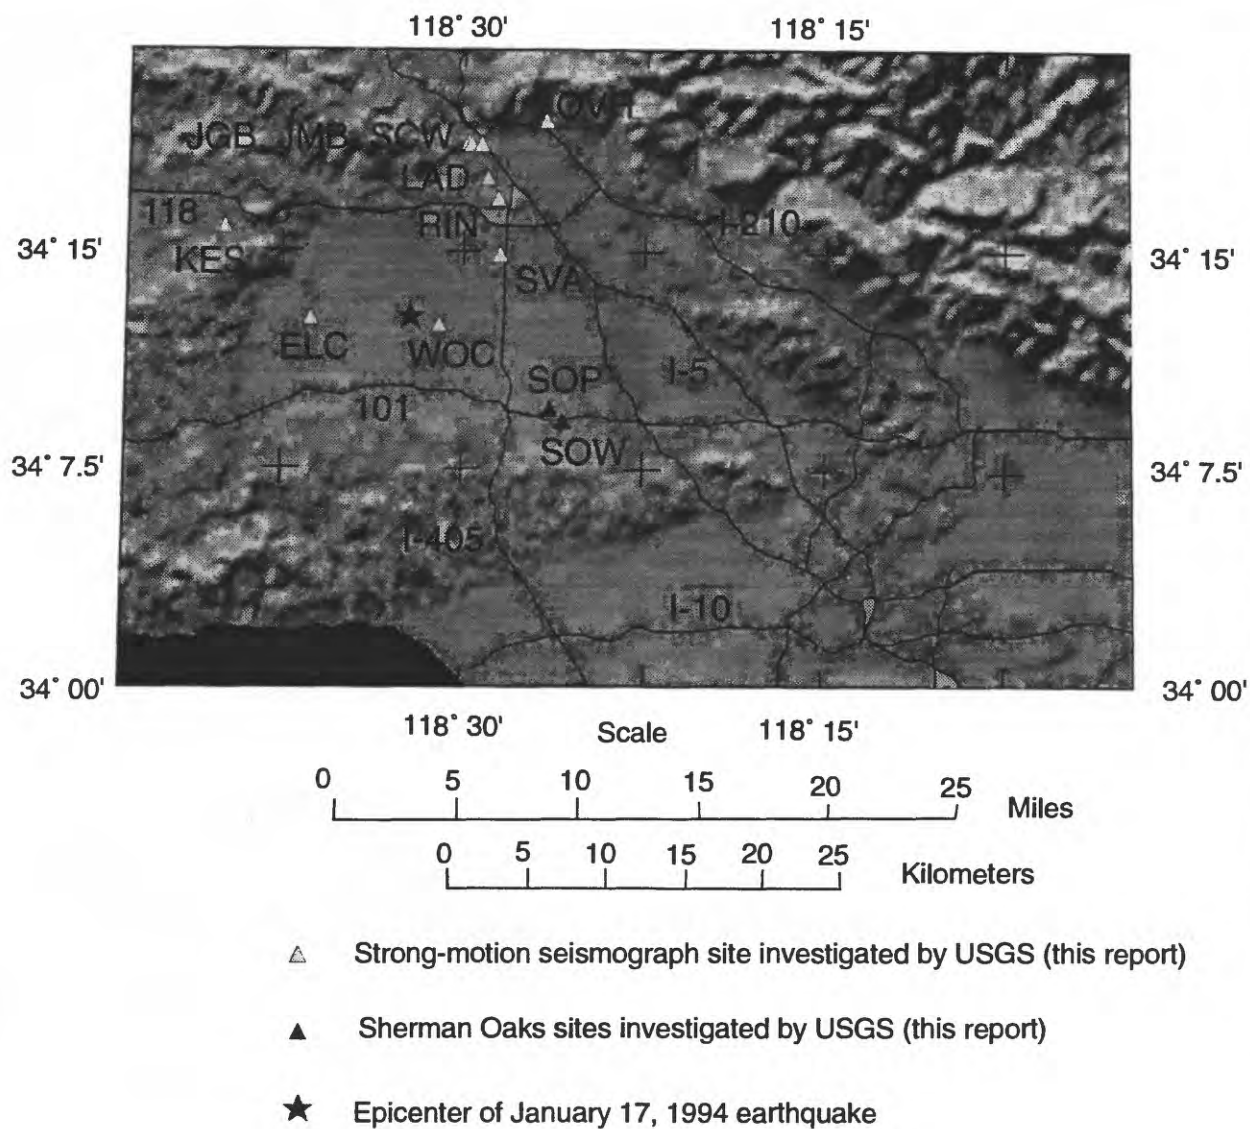 118° 30'
118° 15'
OVH
JGB JMB SCW
LAD
118
RIN
I-210
34° 15'
KES
34° 15'
SVA
ELC
WOC
SOP
I-5
101
SOW
34° 7.5'
34° 7.5'
I-405
I-10
34° 00'
34° 00'
118° 30'
Scale
118° 15'
0 5 10 15 20 25
Miles
0 5 10 15 20 25
Kilometers
Strong-motion seismograph site investigated by USGS (this report)
Sherman Oaks sites investigated by USGS (this report)
Epicenter of January 17, 1994 earthquake